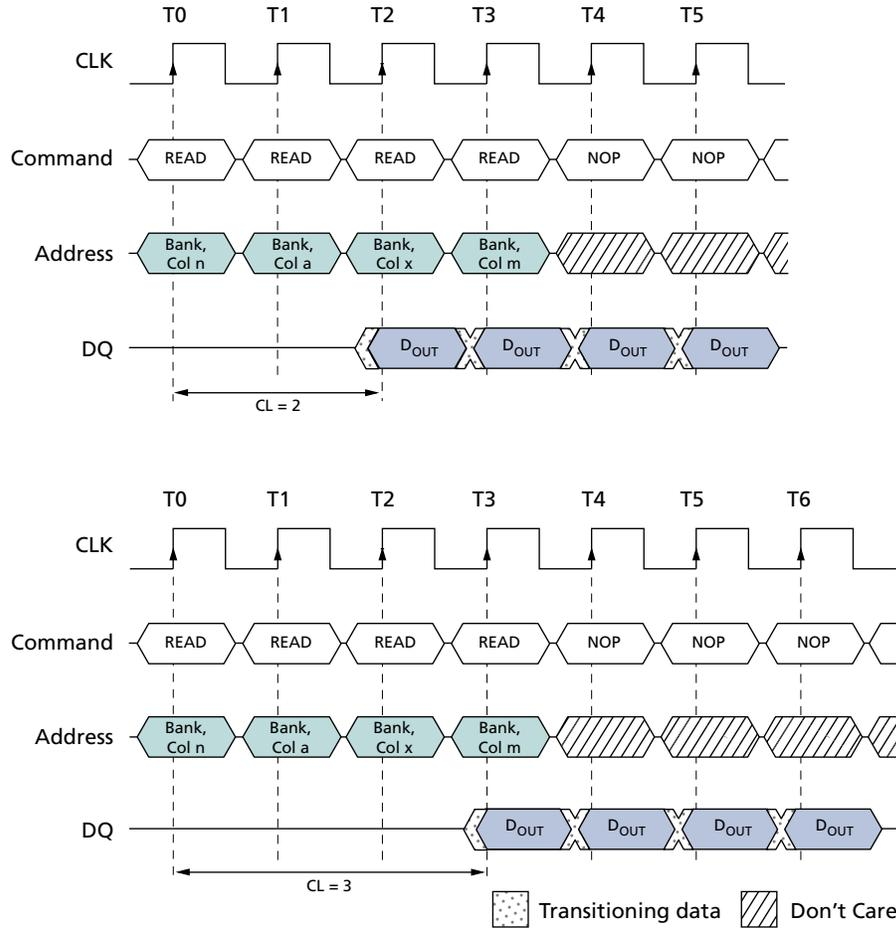 T0 T1 T2 T3 T4 T5
CLK
Command READ READ READ READ NOP NOP
Address Bank, Col n Bank, Col a Bank, Col x Bank, Col m
DQ DOUT DOUT DOUT DOUT
CL = 2
T0 T1 T2 T3 T4 T5 T6
CLK
Command READ READ READ READ NOP NOP NOP
Address Bank, Col n Bank, Col a Bank, Col x Bank, Col m
DQ DOUT DOUT DOUT DOUT
CL = 3
Transitioning data Don't Care